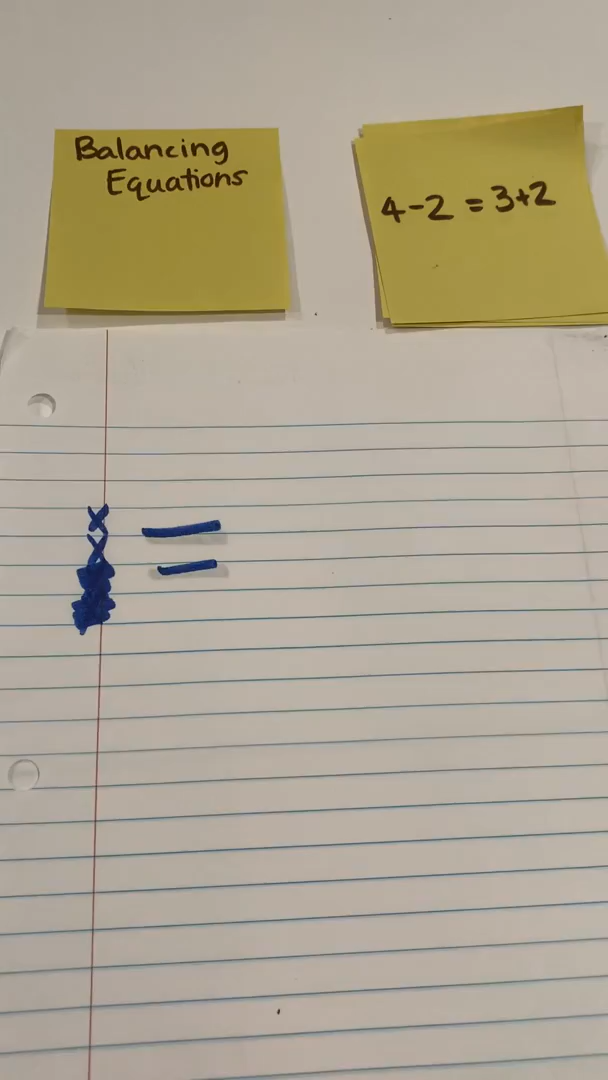 Balancing
Equations
4-2 = 3+2
x
x
=